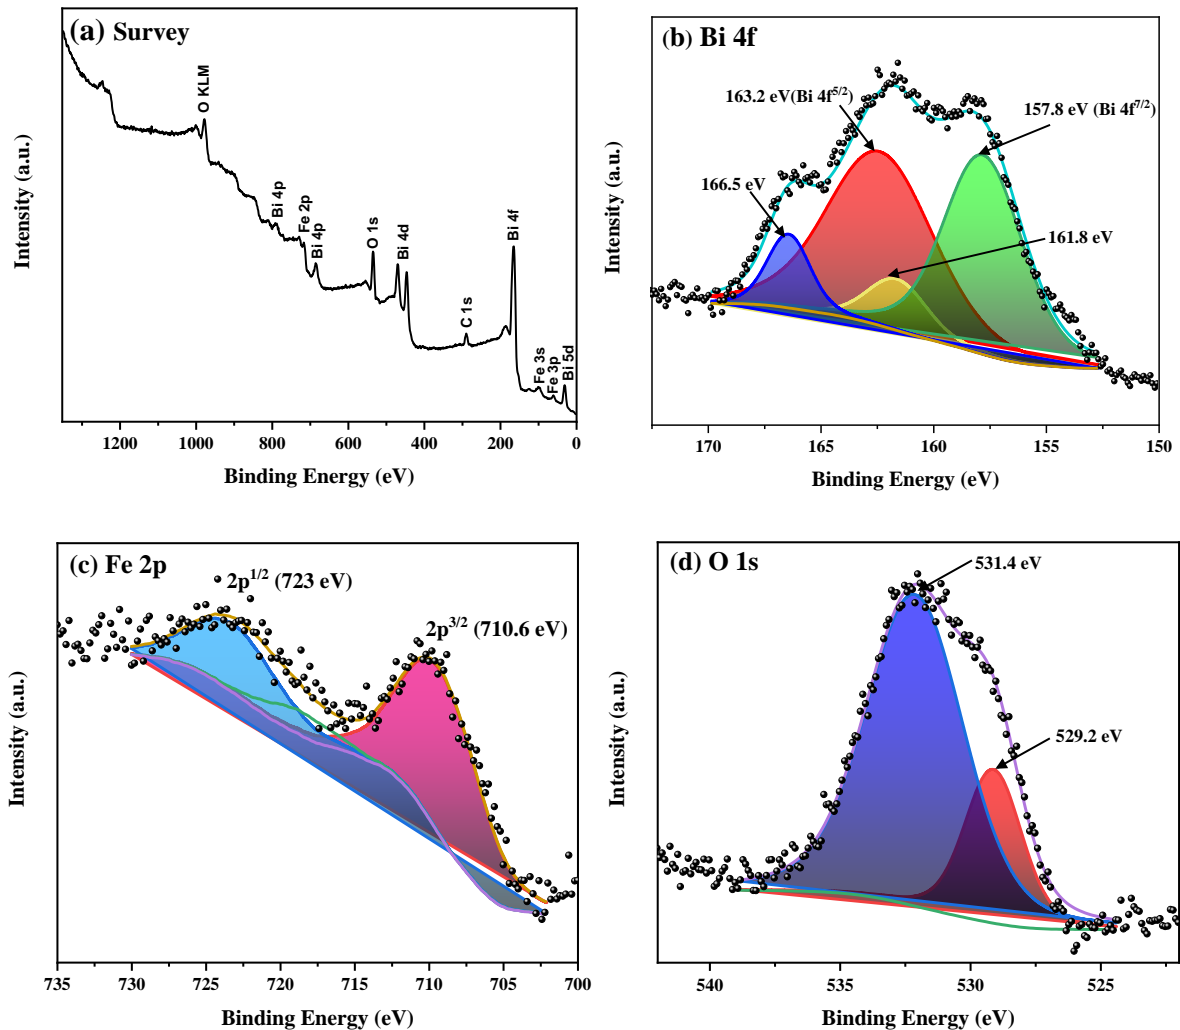 (a) Survey
O KLM
Bi 4p
Fe 2p
Bi 4p
O 1s
Bi 4d
C 1s
Bi 4f
Fe 3s
Fe 3p
Bi 5d
Intensity (a.u.)
1200 1000 800 600 400 200 0
Binding Energy (eV)
(b) Bi 4f
163.2 eV(Bi 4f5/2)
157.8 eV (Bi 4f7/2)
166.5 eV
161.8 eV
Intensity (a.u.)
170 165 160 155 150
Binding Energy (eV)
(c) Fe 2p
2p1/2 (723 eV)
2p3/2 (710.6 eV)
Intensity (a.u.)
735 730 725 720 715 710 705 700
Binding Energy (eV)
(d) O 1s
531.4 eV
529.2 eV
Intensity (a.u.)
540 535 530 525
Binding Energy (eV)